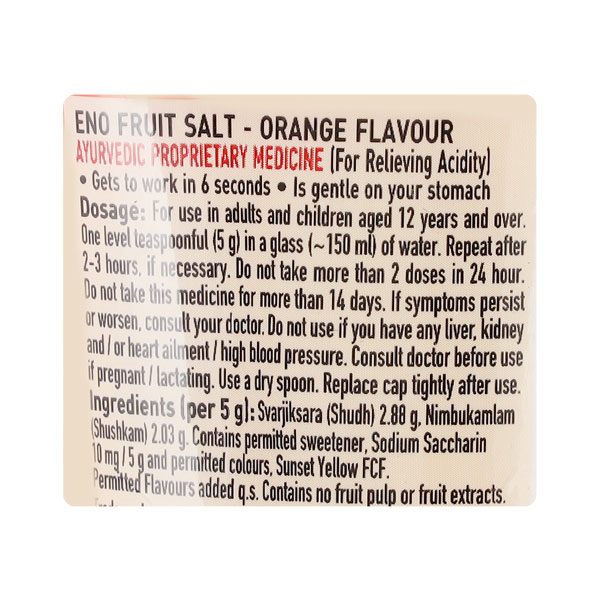 ENO FRUIT SALT - ORANGE FLAVOUR
AYURVEDIC PROPRIETARY MEDICINE (For Relieving Acidity)
• Gets to work in 6 seconds • Is gentle on your stomach
Dosage: For use in adults and children aged 12 years and over.
One level teaspoonful (5 g) in a glass (~150 ml) of water. Repeat after
2-3 hours, if necessary. Do not take more than 2 doses in 24 hour.
Do not take this medicine for more than 14 days. If symptoms persist
or worsen, consult your doctor. Do not use if you have any liver, kidney
and / or heart ailment / high blood pressure. Consult doctor before use
if pregnant / lactating. Use a dry spoon. Replace cap tightly after use.
Ingredients (per 5 g): Svarjiksara (Shudh) 2.88 g, Nimbukamlam
(Shushkam) 2.03 g. Contains permitted sweetener, Sodium Saccharin
10 mg / 5 g and permitted colours, Sunset Yellow FCF.
Permitted Flavours added q.s. Contains no fruit pulp or fruit extracts.